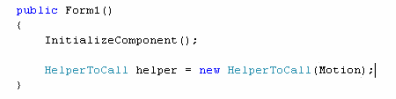 public Form1()
{
InitializeComponent();
HelperToCall helper = new HelperToCall(Motion);
}